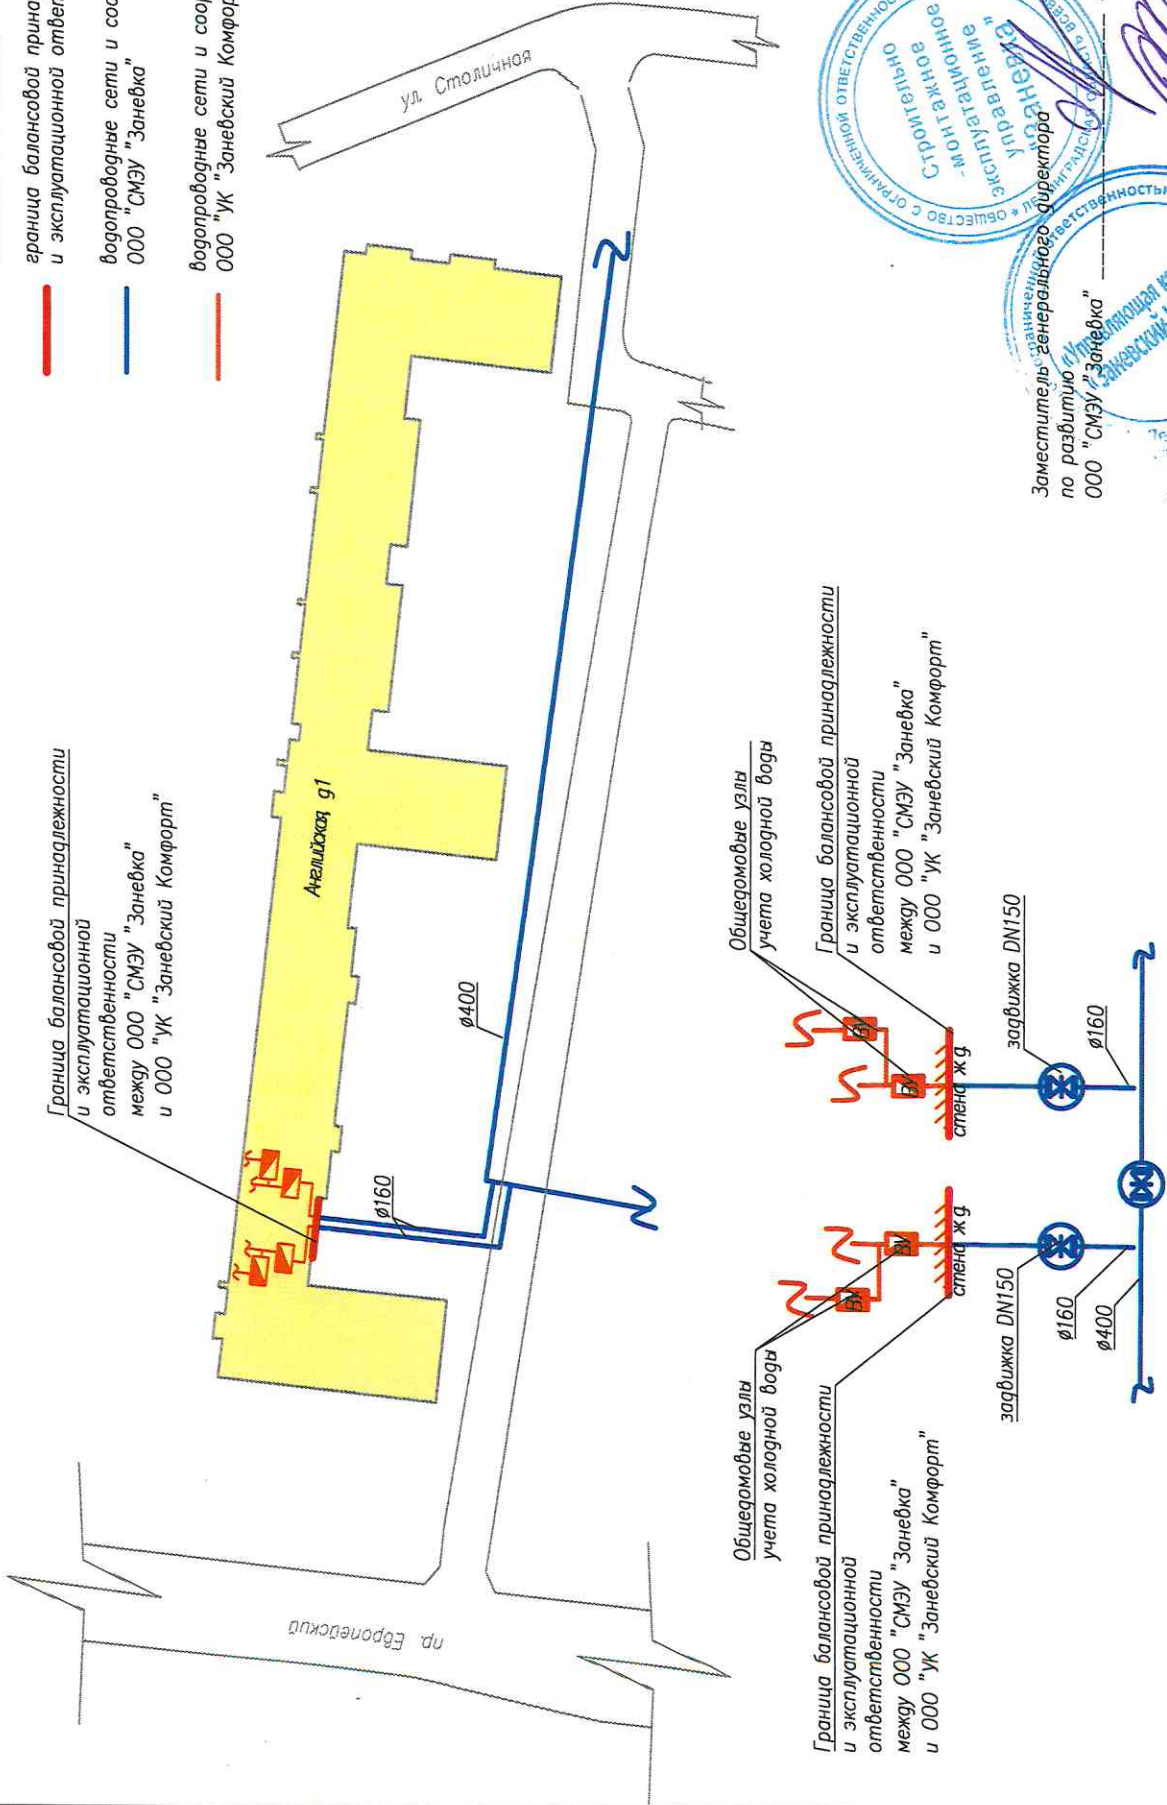 граница балансовой
и эксплуатационной
водопроводные сети и
ООО "СМЭУ "Заневка"
водопроводные сети и
ООО "УК "Заневский
Граница балансовой принадлежности
и эксплуатационной
ответственности
между ООО "СМЭУ "Заневка"
и ООО "УК "Заневский Комфорт"
Английская, д1
ул. Столичная
пр. Европейский
ø160
ø400
Общедомовые узлы
учета холодной воды
Граница балансовой принадлежности
и эксплуатационной
ответственности
между ООО "СМЭУ "Заневка"
и ООО "УК "Заневский Комфорт"
ВУ
ВУ
стена ж.д.
задвижка DN150
ø160
ø400
Общедомовые узлы
учета холодной воды
Граница балансовой принадлежности
и эксплуатационной
ответственности
между ООО "СМЭУ "Заневка"
и ООО "УК "Заневский Комфорт"
ВУ
ВУ
стена ж.д.
задвижка DN150
ø160
Заместитель генерального директора
по развитию
ООО "СМЭУ "Заневка"
ОБЩЕСТВО С ОГРАНИЧЕННОЙ
Строительно
-монтажное
эксплуатационное
управление
"Заневка"
"Управляющая